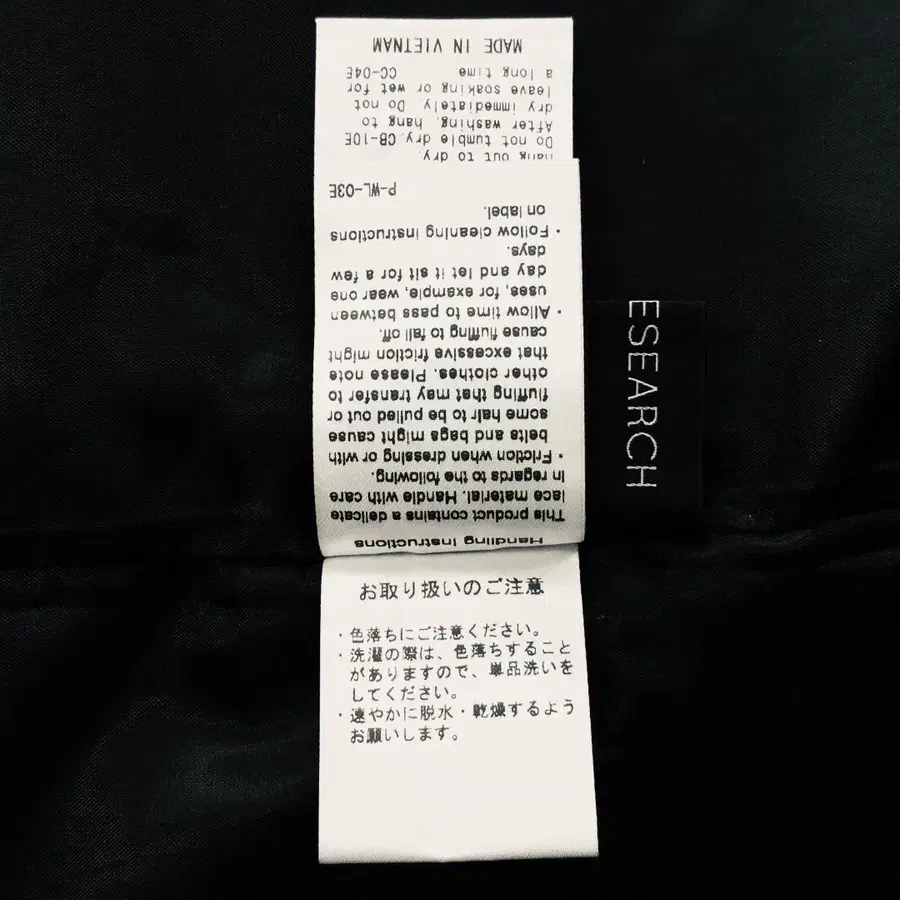 Handling Instructions
This product contains a delicate
lace material. Handle with care
in regards to the following.
・Friction when dressing or with
belts and bags might cause
some hair to be pulled out or
fluffing that may transfer to
other clothes. Please note
that excessive friction might
cause fluffing to fall off.
・Allow time to pass between
uses, for example, wear one
day and let it sit for a few
days.
・Follow cleaning instructions
on label.
P-WL-03E
hang out to dry
Do not tumble dry. CB-10E
After washing, hang to
dry immediately Do not
leave soaking or wet for
a long time CC-04E
MADE IN VIETNAM
ESEARCH
お取り扱いのご注意
・色落ちにご注意ください。
・洗濯の際は、色落ちすること
がありますので、単品洗いを
してください。
・速やかに脱水・乾燥するよう
お願いします。